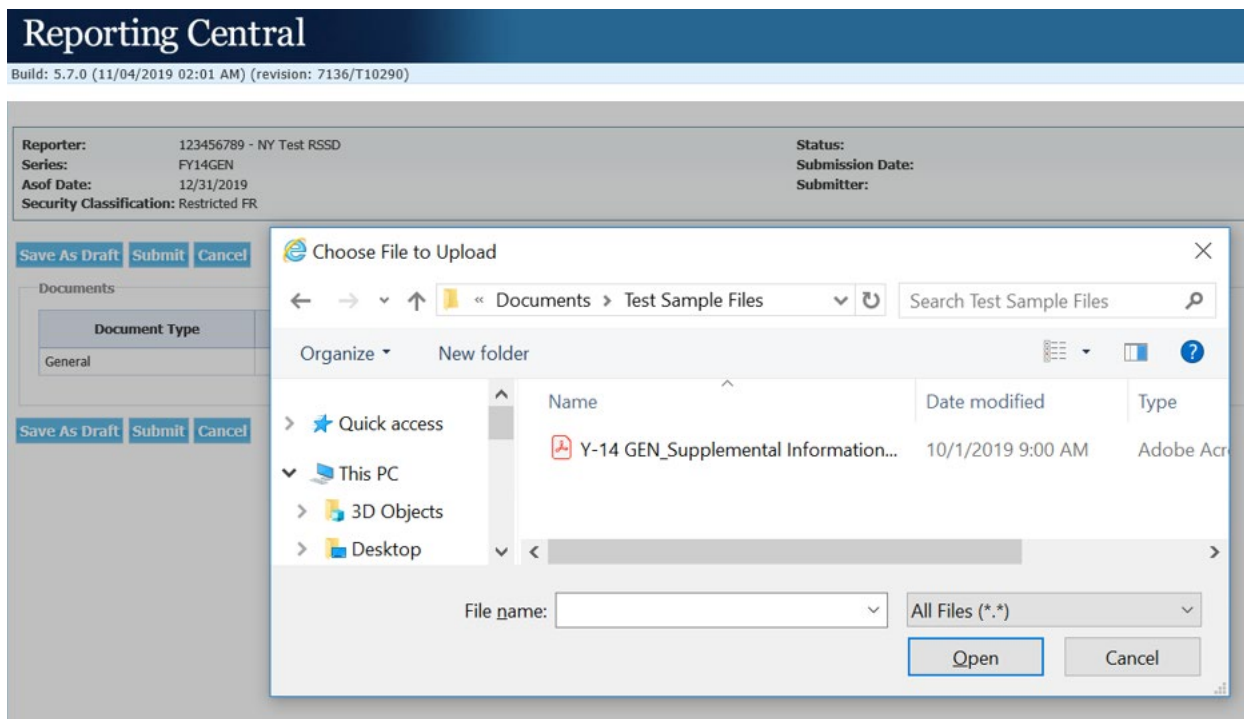 Reporting Central
Build: 5.7.0 (11/04/2019 02:01 AM) (revision: 7136/T10290)
Reporter: 123456789 - NY Test RSSD
Series: FY14GEN
Asof Date: 12/31/2019
Security Classification: Restricted FR
Status:
Submission Date:
Submitter:
Save As Draft Submit Cancel
Documents
Document Type
General
Save As Draft Submit Cancel
Choose File to Upload
« Documents > Test Sample Files
Search Test Sample Files
Organize
New folder
?
Name Date modified Type
Quick access
Y-14 GEN_Supplemental Information... 10/1/2019 9:00 AM Adobe Acr
This PC
3D Objects
Desktop
File name:
All Files (*.*)
Open Cancel